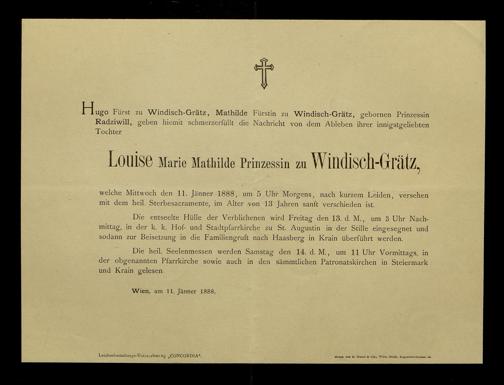 Hugo Fürst zu Windisch-Grätz, Mathilde Fürstin zu Windisch-Grätz, gebornen Prinzessin
Radziwill, geben hiemit schmerzerfüllt die Nachricht von dem Ableben ihrer innigstgeliebten
Tochter
Louise Marie Mathilde Prinzessin zu Windisch-Grätz,
welche Mittwoch den 11. Jänner 1888, um 5 Uhr Morgens, nach kurzem Leiden, versehen
mit dem heil. Sterbesacramente, im Alter von 13 Jahren sanft verschieden ist.
Die entseelte Hülle der Verblichenen wird Freitag den 13. d. M., um 3 Uhr Nach-
mittag, in der k. k. Hof- und Stadtpfarrkirche zu St. Augustin in der Stille eingesegnet und
sodann zur Beisetzung in die Familiengruft nach Haasberg in Krain überführt werden.
Die heil. Seelenmessen werden Samstag den 14. d. M., um 11 Uhr Vormittags, in
der obgenannten Pfarrkirche sowie auch in den sämmtlichen Patronatskirchen in Steiermark
und Krain gelesen.
Wien, am 11. Jänner 1888.
Leichenbestattungs-Unternehmung „CONCORDIA“.